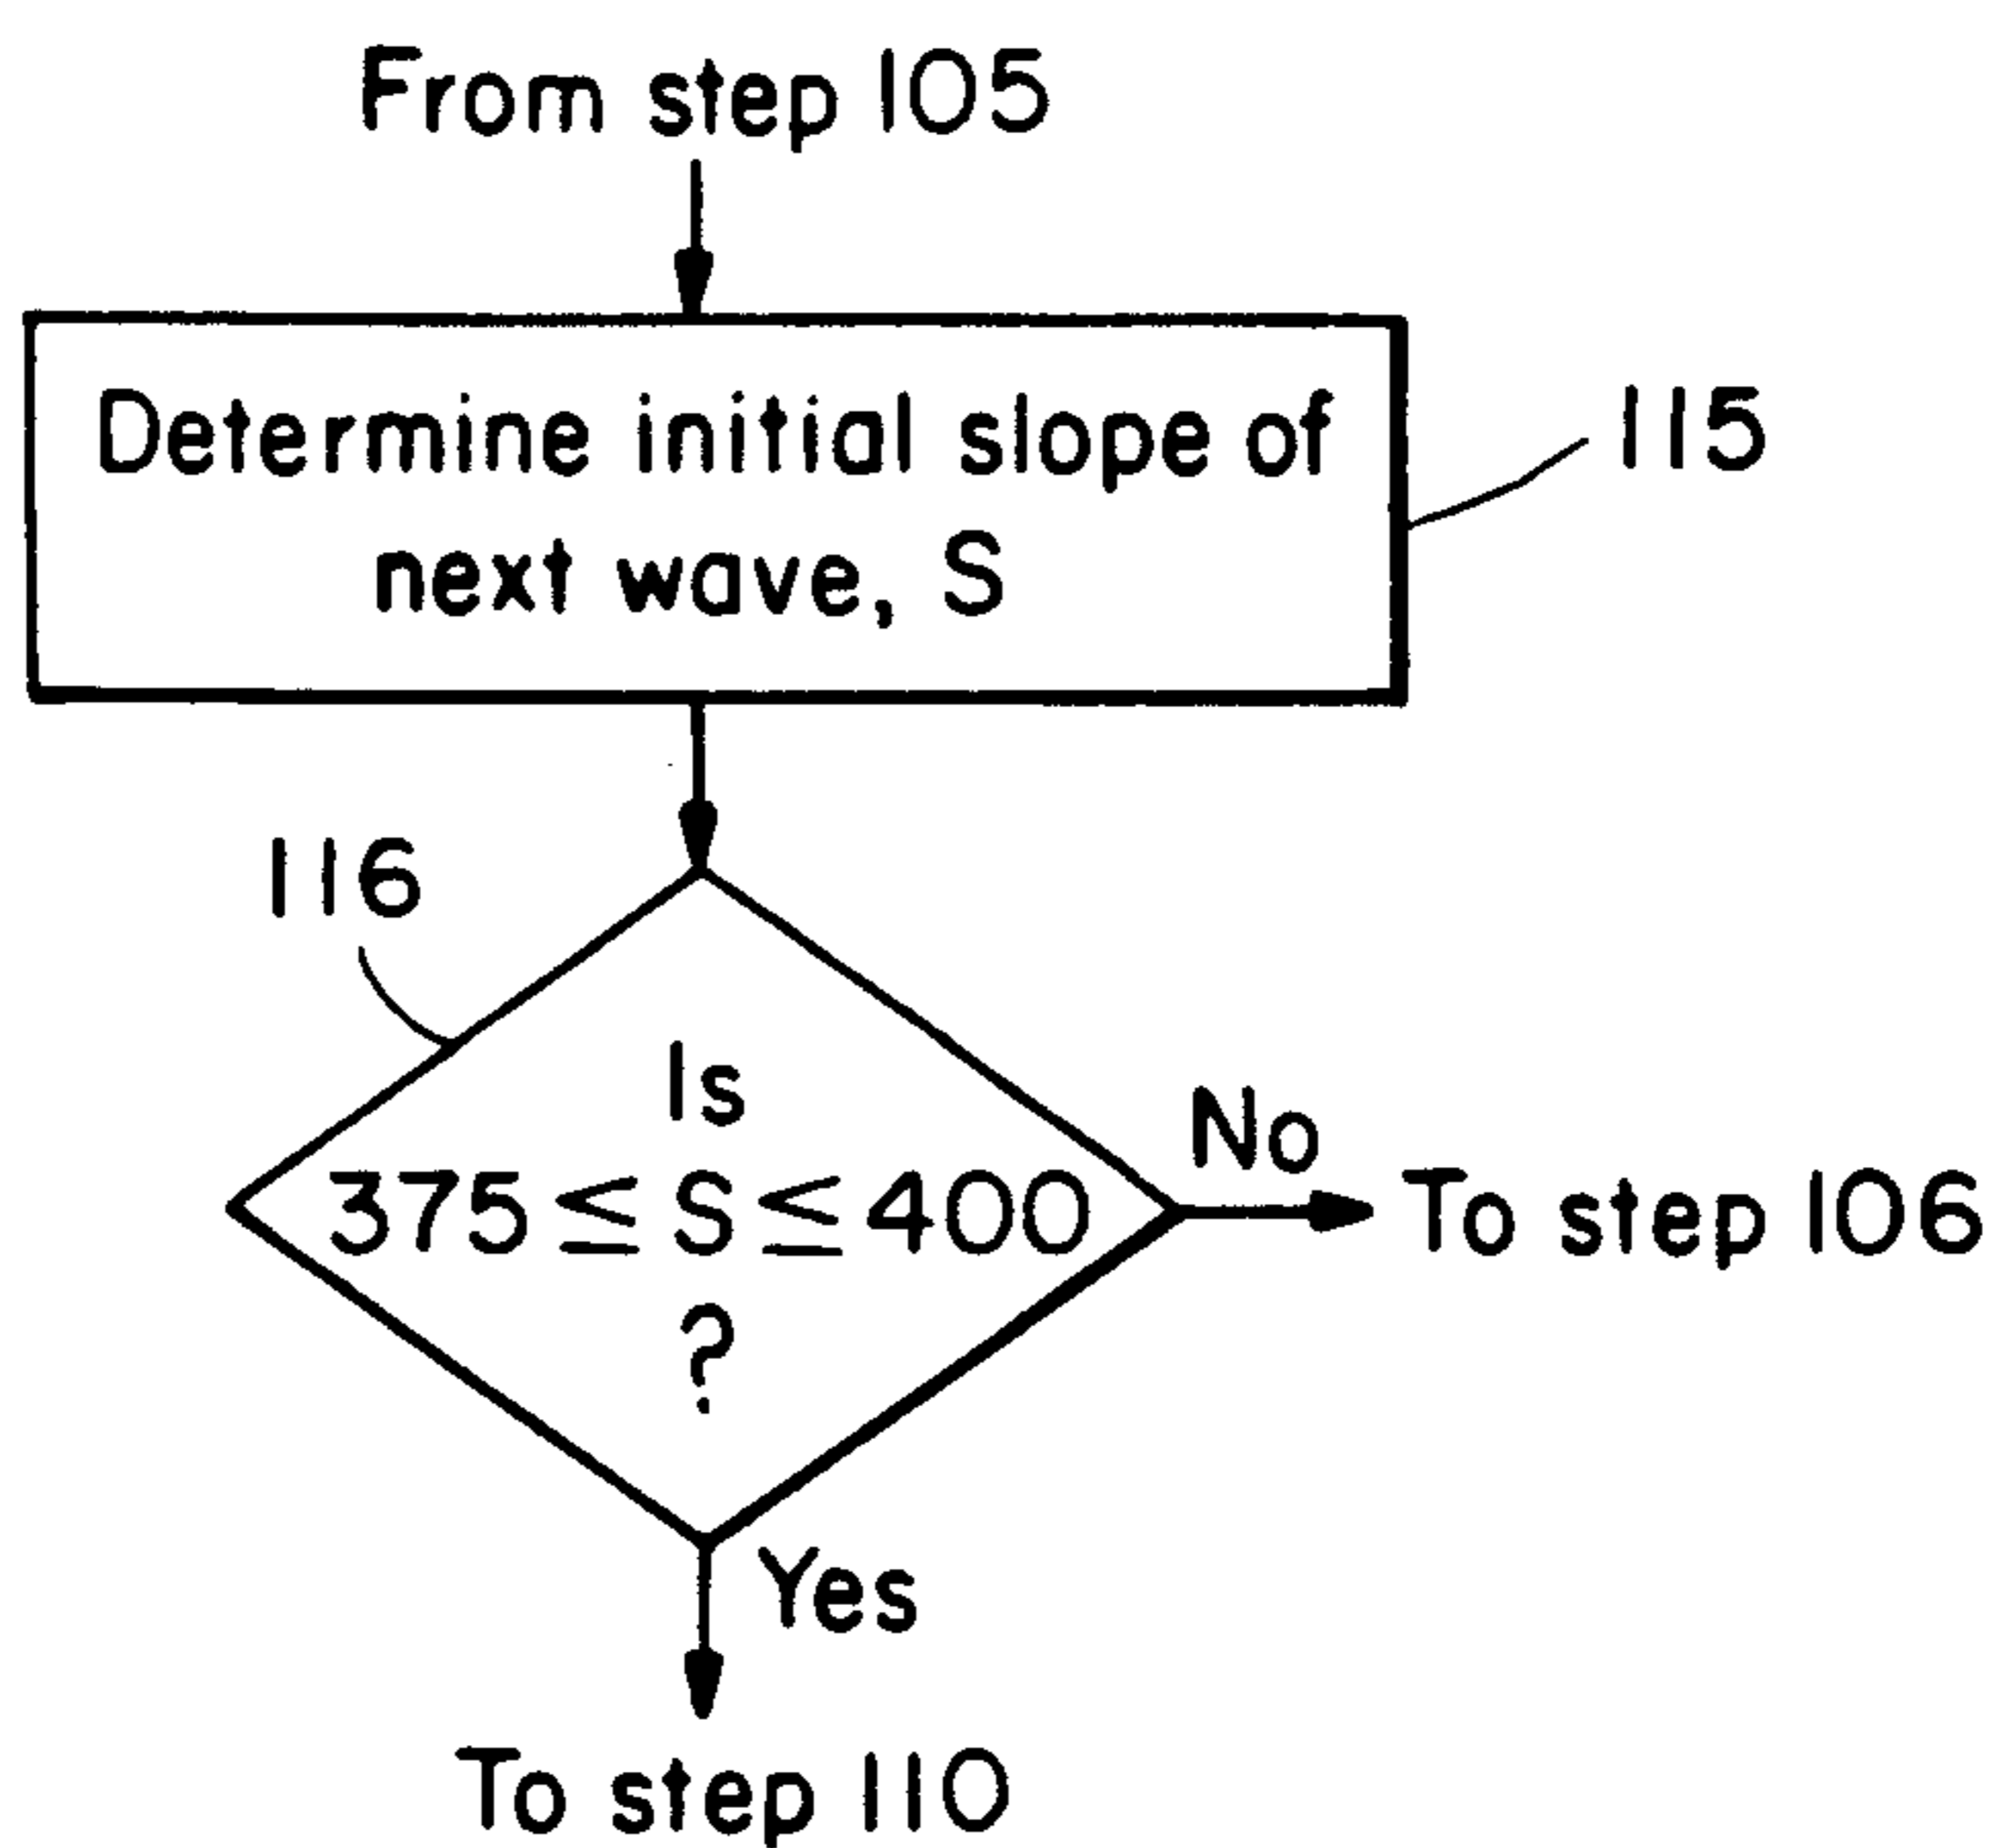 From step 105
Determine initial slope of
next wave, S
115
116
Is
375 ≤ S ≤ 400
?
No
To step 106
Yes
To step 110